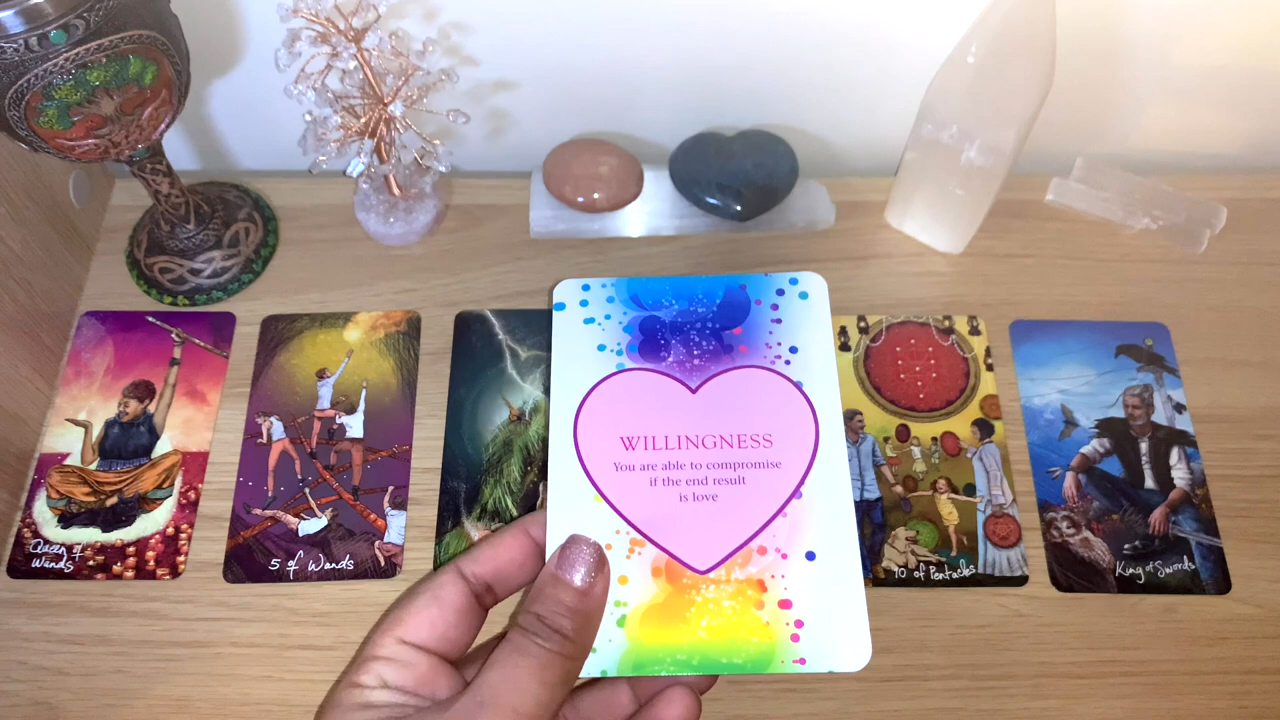 WILLINGNESS
You are able to compromise
if the end result
is love
Queen of
Wands
5 of Wands
10 of Pentacles
King of Swords